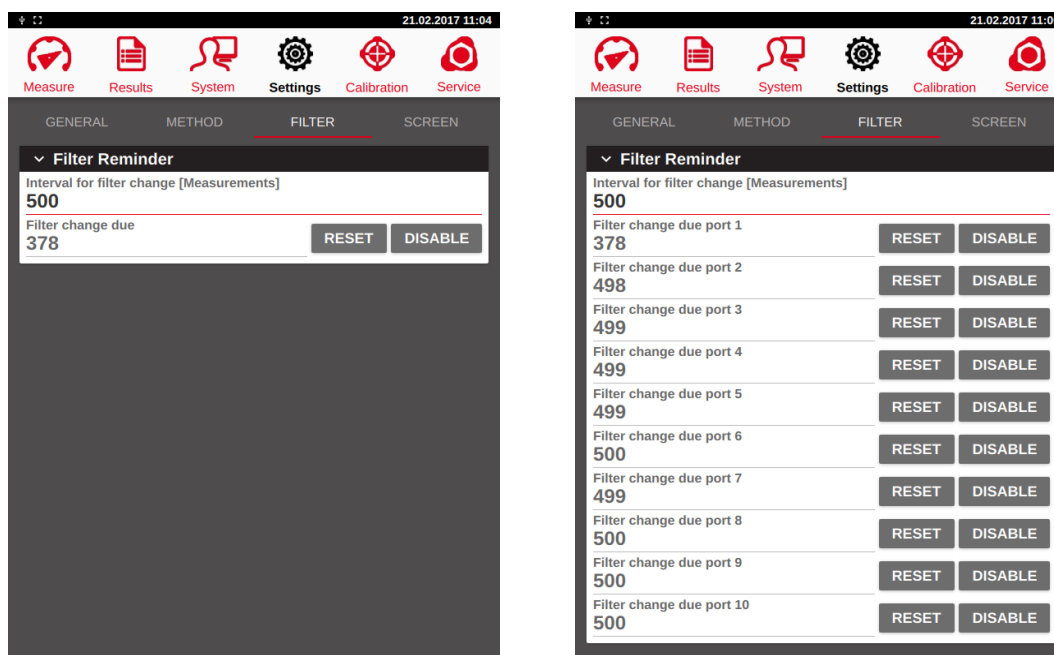 21.02.2017 11:04
Measure Results System Settings Calibration Service
GENERAL METHOD FILTER SCREEN
Filter Reminder
Interval for filter change [Measurements]
500
Filter change due
378 RESET DISABLE
21.02.2017 11:0
Measure Results System Settings Calibration Service
GENERAL METHOD FILTER SCREEN
Filter Reminder
Interval for filter change [Measurements]
500
Filter change due port 1
378 RESET DISABLE
Filter change due port 2
498 RESET DISABLE
Filter change due port 3
499 RESET DISABLE
Filter change due port 4
499 RESET DISABLE
Filter change due port 5
499 RESET DISABLE
Filter change due port 6
500 RESET DISABLE
Filter change due port 7
499 RESET DISABLE
Filter change due port 8
500 RESET DISABLE
Filter change due port 9
500 RESET DISABLE
Filter change due port 10
500 RESET DISABLE